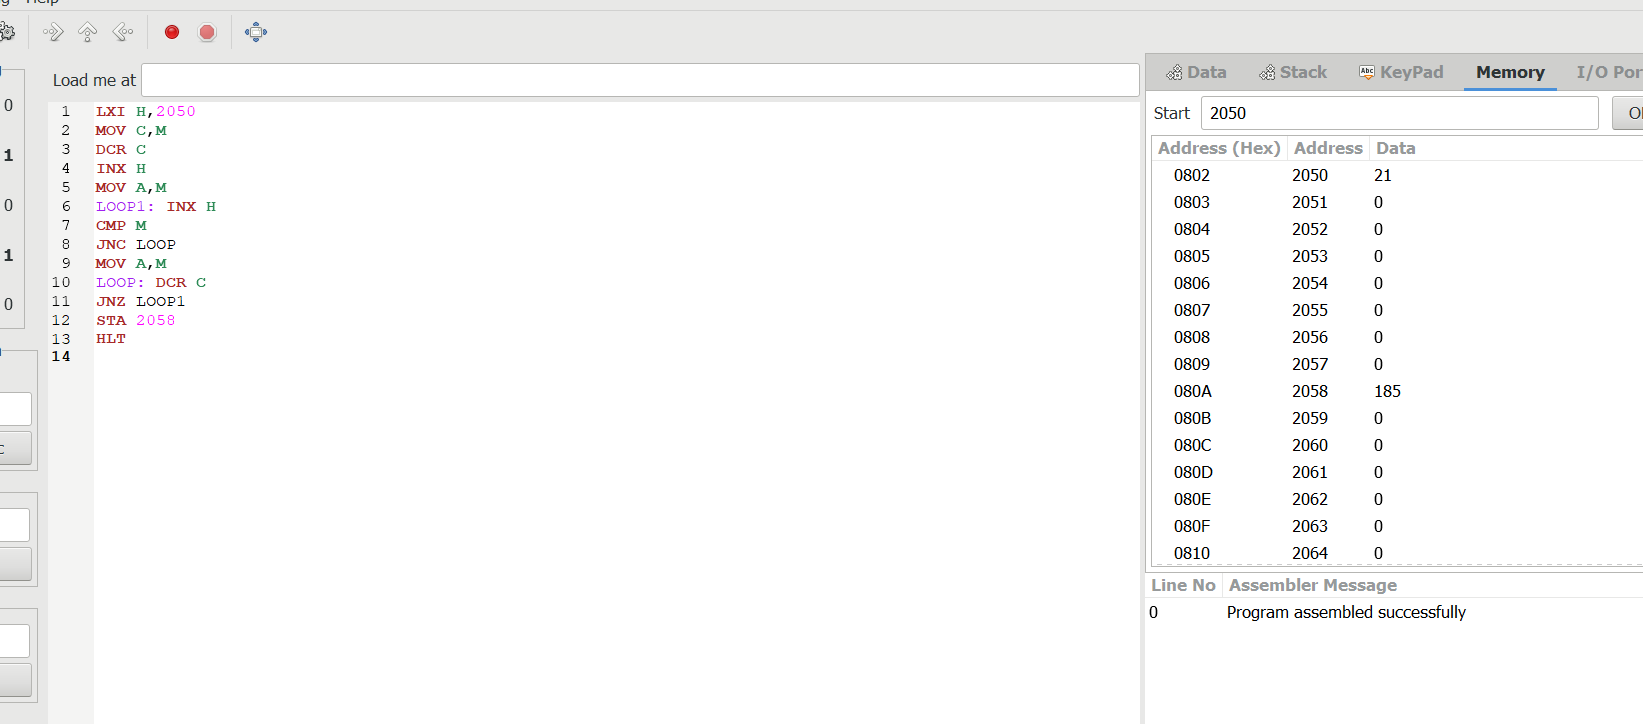 Help
Load me at
1 LXI H,2050
2 MOV C,M
3 DCR C
4 INX H
5 MOV A,M
6 LOOP1: INX H
7 CMP M
8 JNC LOOP
9 MOV A,M
10 LOOP: DCR C
11 JNZ LOOP1
12 STA 2058
13 HLT
14
0
1
0
1
0
Data Stack Abc KeyPad Memory I/O Por
Start 2050
Address (Hex) Address Data
0802 2050 21
0803 2051 0
0804 2052 0
0805 2053 0
0806 2054 0
0807 2055 0
0808 2056 0
0809 2057 0
080A 2058 185
080B 2059 0
080C 2060 0
080D 2061 0
080E 2062 0
080F 2063 0
0810 2064 0
Line No Assembler Message
0 Program assembled successfully